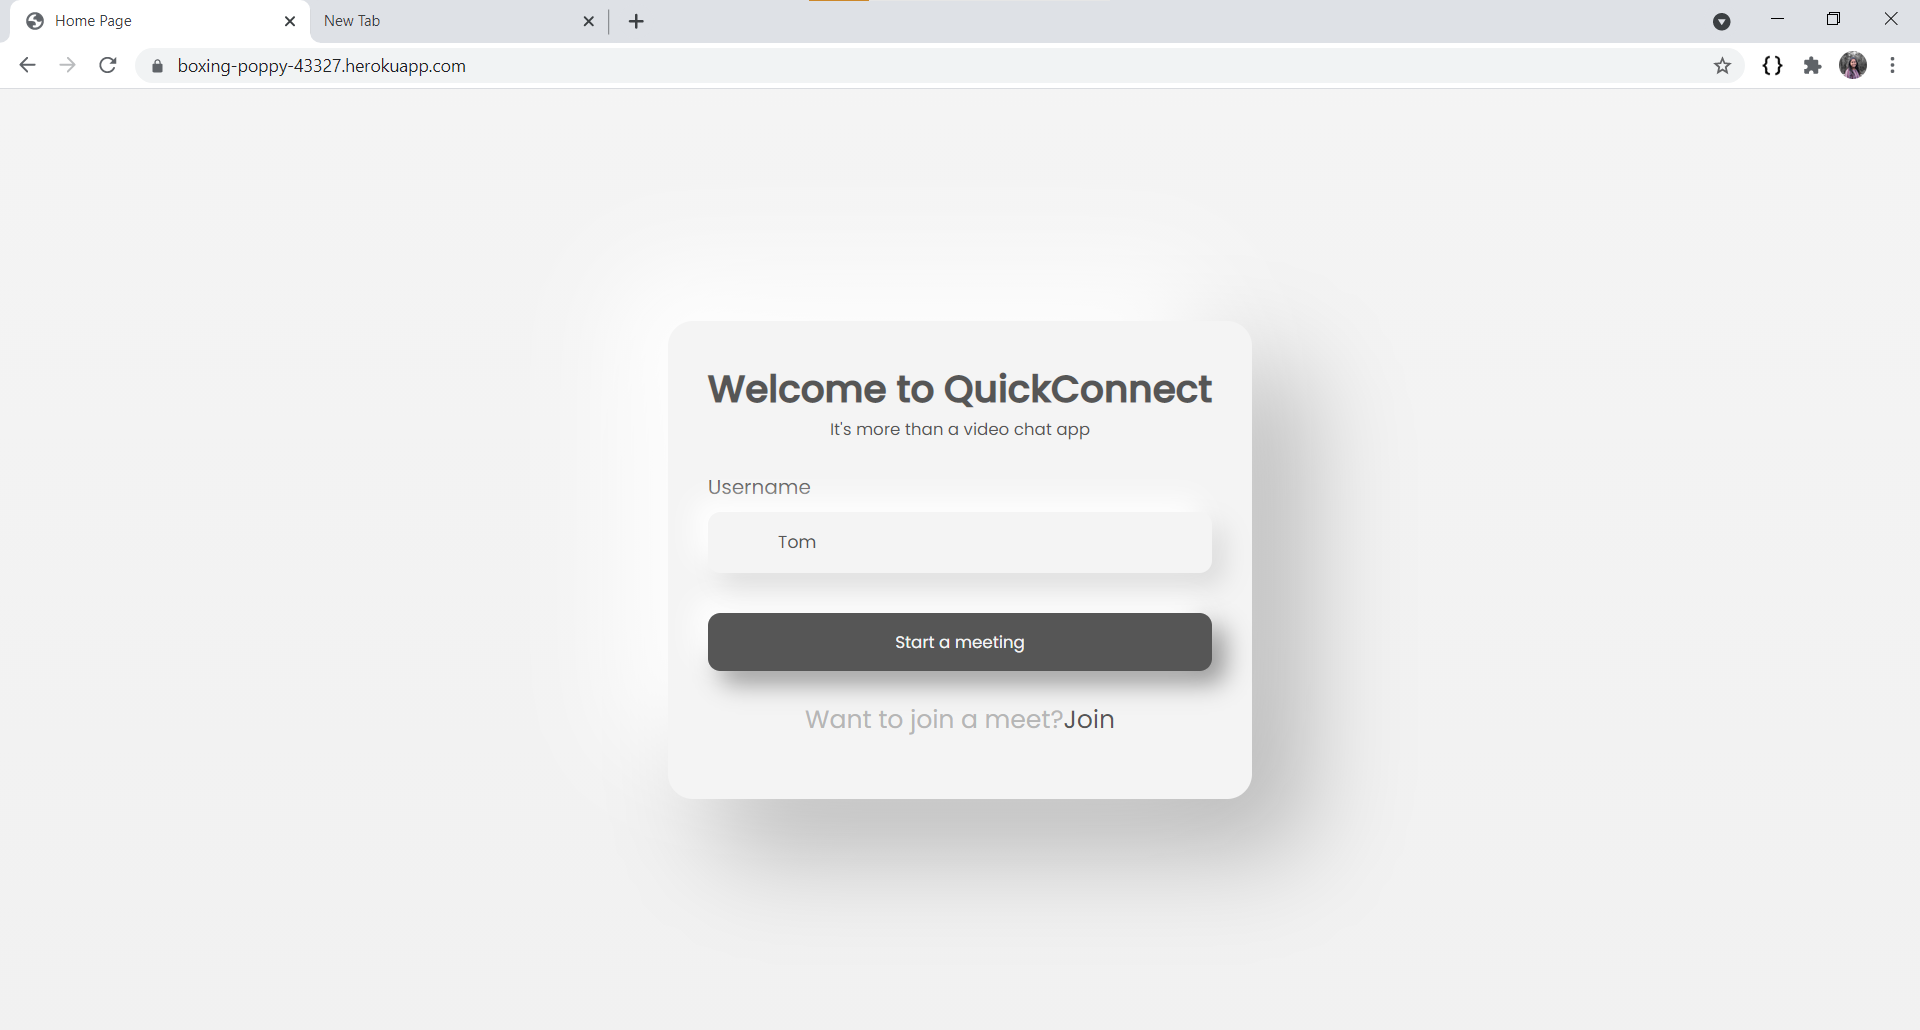 Home Page
New Tab
boxing-poppy-43327.herokuapp.com
Welcome to QuickConnect
It's more than a video chat app
Username
Tom
Start a meeting
Want to join a meet?Join